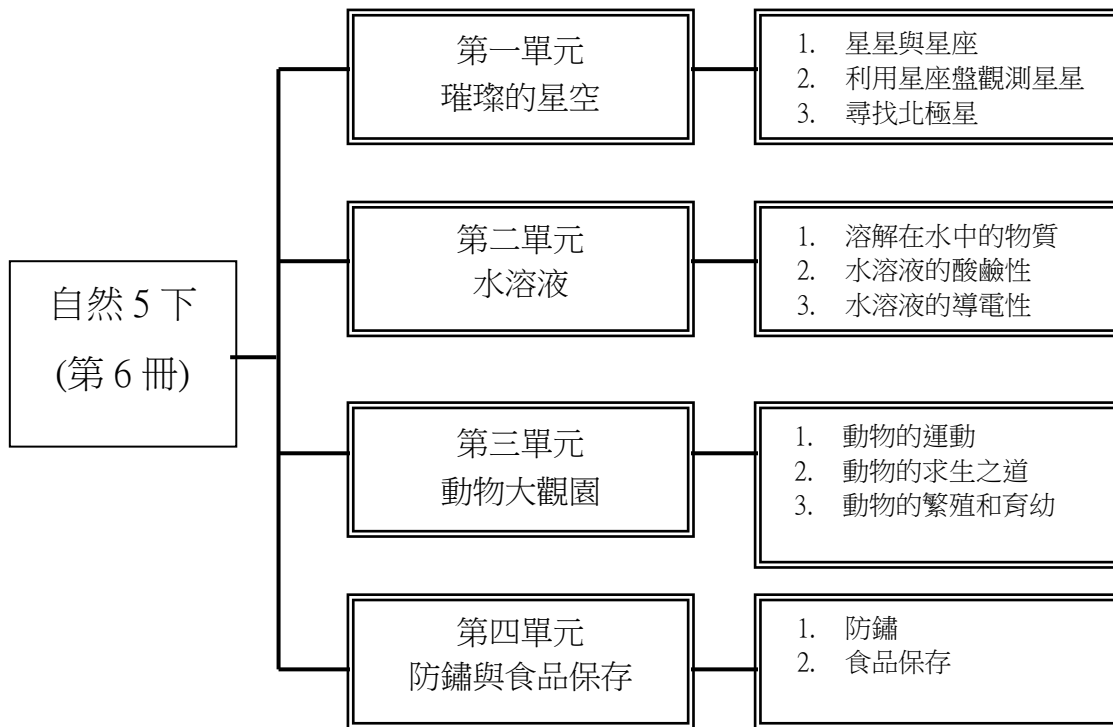 自然 5 下
(第 6 冊)
第一單元
璀璨的星空
1. 星星與星座
2. 利用星座盤觀測星星
3. 尋找北極星
第二單元
水溶液
1. 溶解在水中的物質
2. 水溶液的酸鹼性
3. 水溶液的導電性
第三單元
動物大觀園
1. 動物的運動
2. 動物的求生之道
3. 動物的繁殖和育幼
第四單元
防鏽與食品保存
1. 防鏽
2. 食品保存